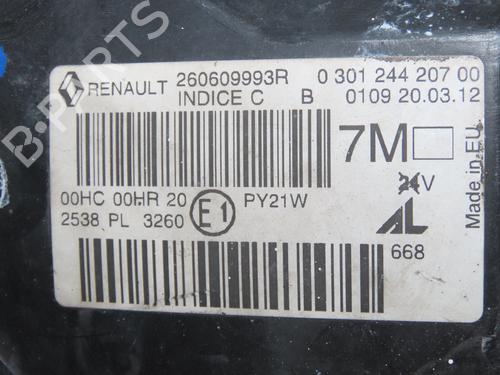 RENAULT 260609993R 0 301 244 207 00
INDICE C B 0109 20.03.12
7M
24V
00HC 00HR 20 E1 PY21W
2538 PL 3260
AL
668
Made in EU
B-PARTS